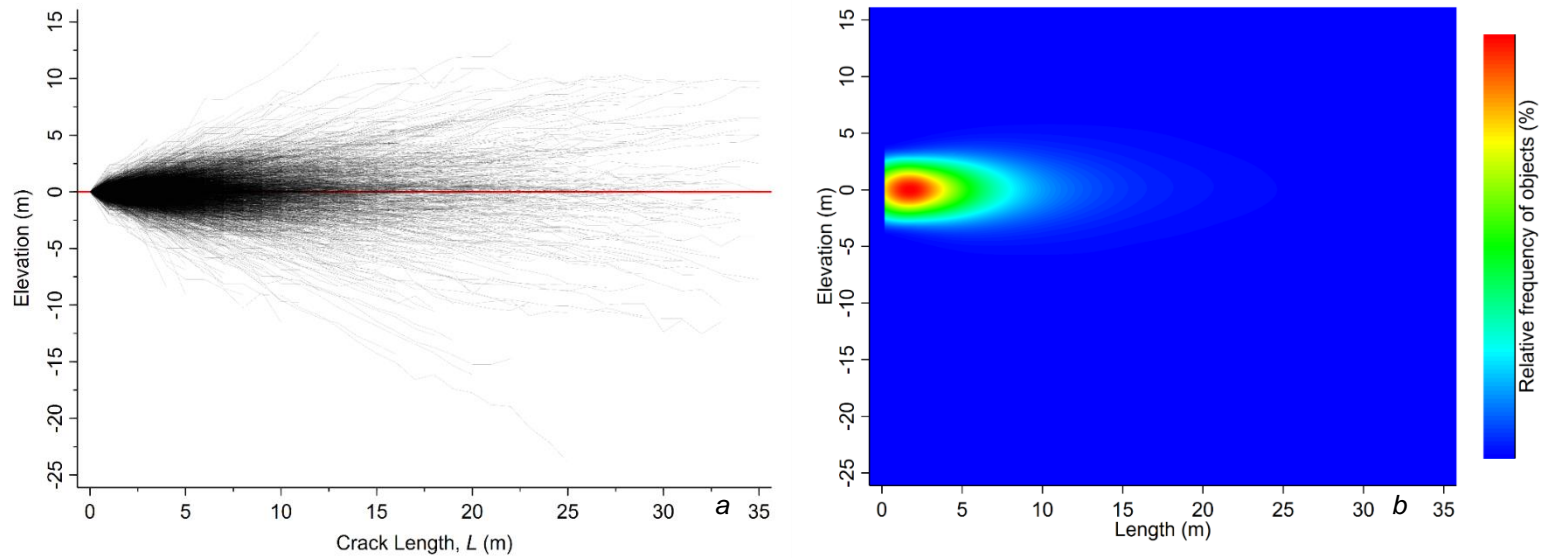 15
10
5
0
-5
-10
-15
-20
-25
Elevation (m)
0 5 10 15 20 25 30 35
Crack Length, L (m)
a
15
10
5
0
-5
-10
-15
-20
-25
Elevation (m)
0 5 10 15 20 25 30 35
Length (m)
b
Relative frequency of objects (%)